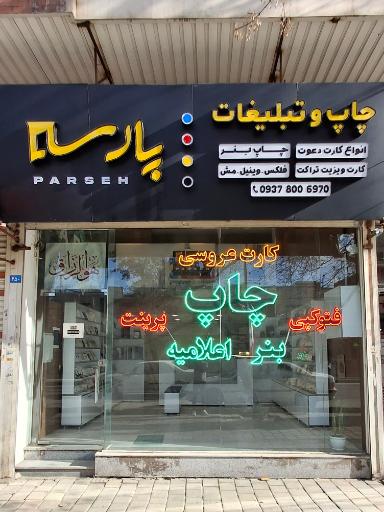 چاپ و تبلیغات
پارسه
PARSEH
انواع کارت دعوت
چاپ بنر
کارت ویزیت تراکت
فلکس، وینیل، مش
0937 800 6970
هوالرزاق
کارت عروسی
چاپ
فتوکپی
پرینت
بنر اعلامیه